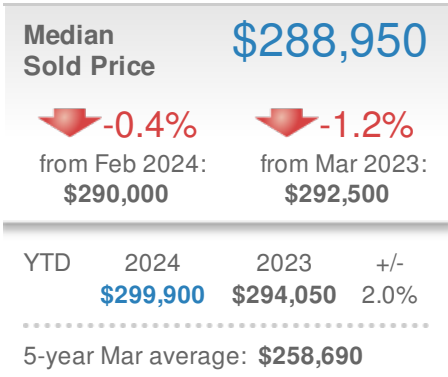 Median
Sold Price
$288,950
-0.4% -1.2%
from Feb 2024: from Mar 2023:
$290,000 $292,500
YTD 2024 2023 +/-
$299,900 $294,050 2.0%
5-year Mar average: $258,690